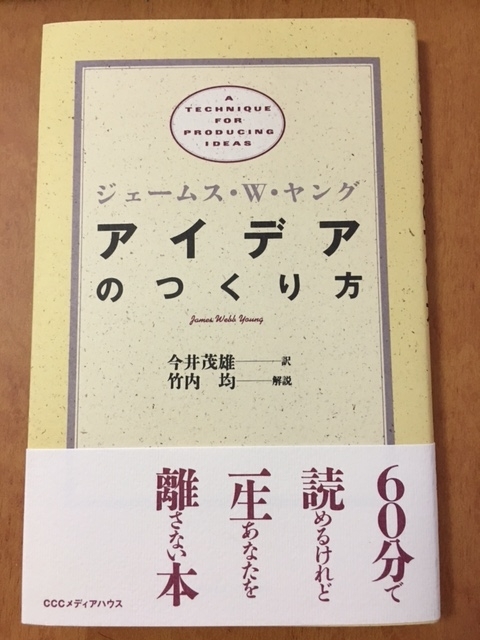 A
TECHNIQUE
FOR
PRODUCING
IDEAS
ジェームス・W・ヤング
アイデア
のつくり方
James Webb Young
今井茂雄――訳
竹内 均――解説
60分で
読めるけれど
一生あなたを
離さない本
CCCメディアハウス